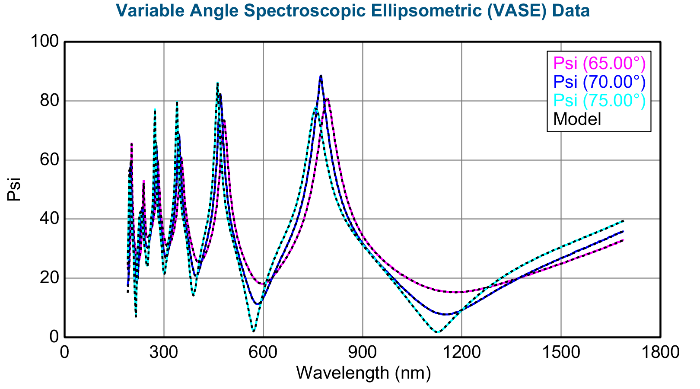 Variable Angle Spectroscopic Ellipsometric (VASE) Data
100
80
60
40
20
0
Psi
Psi (65.00°)
Psi (70.00°)
Psi (75.00°)
Model
0 300 600 900 1200 1500 1800
Wavelength (nm)